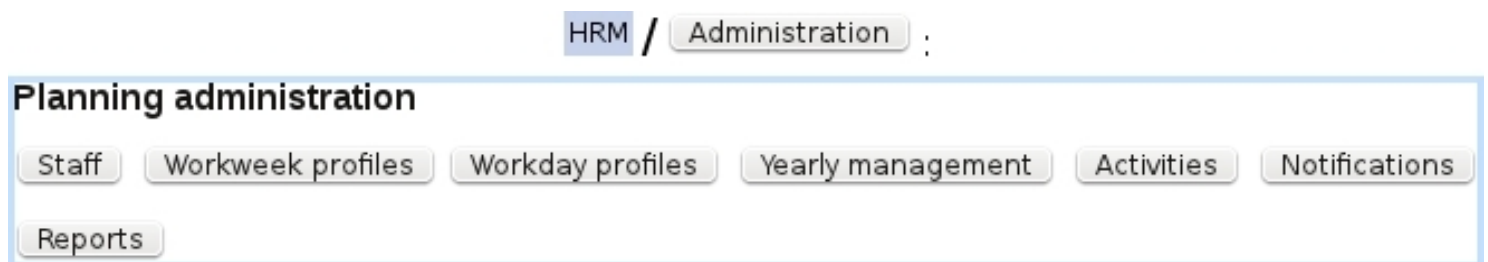 HRM / Administration :
Planning administration
Staff Workweek profiles Workday profiles Yearly management Activities Notifications
Reports